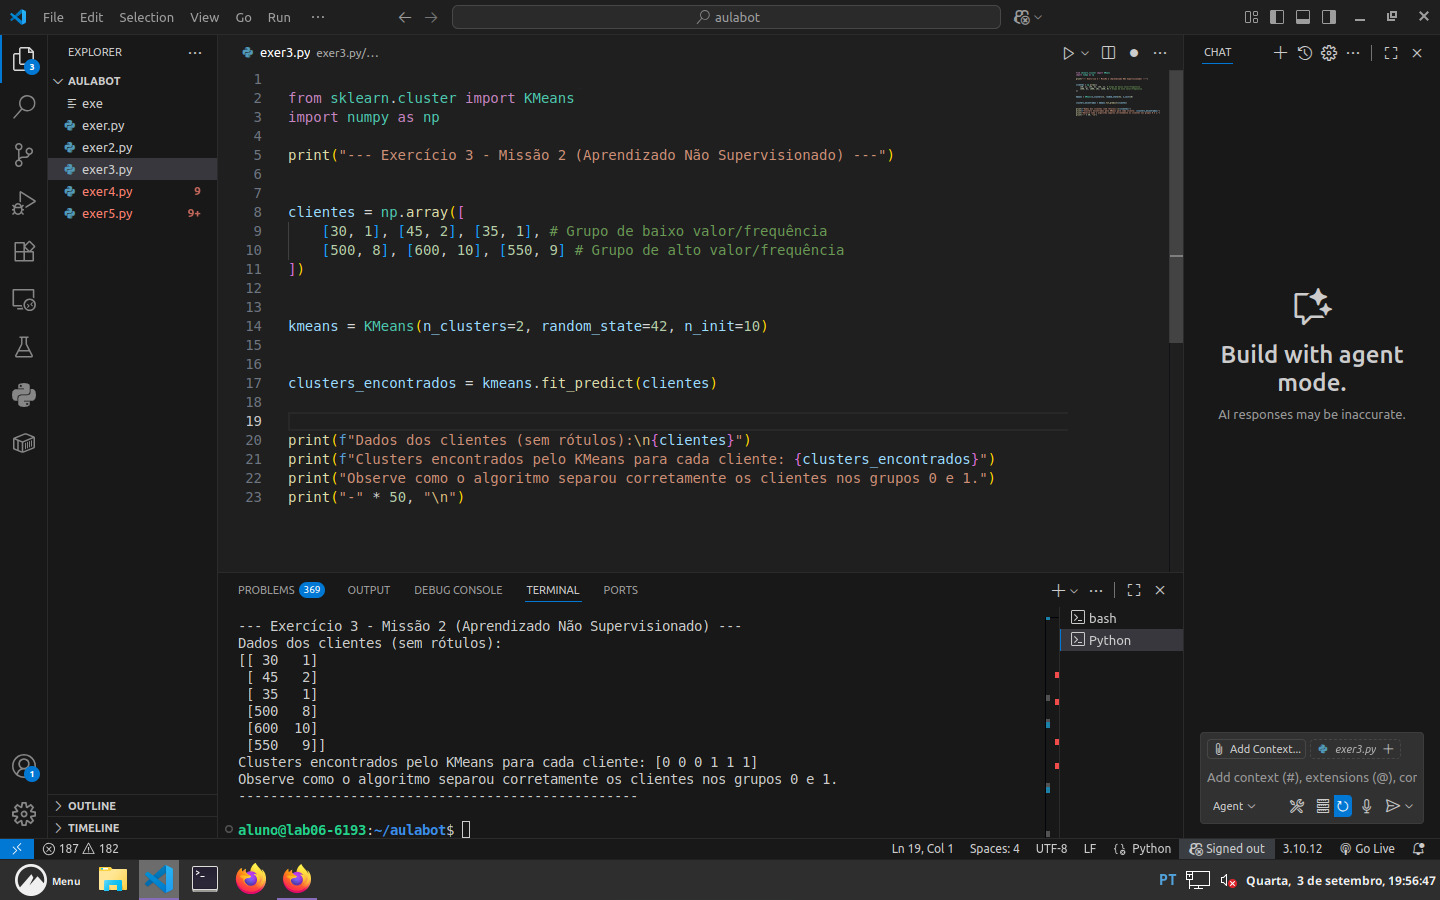 File Edit Selection View Go Run ···
aulabot
EXPLORER ···
AULABOT
exe
exer.py
exer2.py
exer3.py
exer4.py 9
exer5.py 9+
OUTLINE
TIMELINE
3
1
exer3.py exer3.py/...
1
2 from sklearn.cluster import KMeans
3 import numpy as np
4
5 print("--- Exercício 3 - Missão 2 (Aprendizado Não Supervisionado) ---")
6
7
8 clientes = np.array([
9 [30, 1], [45, 2], [35, 1], # Grupo de baixo valor/frequência
10 [500, 8], [600, 10], [550, 9] # Grupo de alto valor/frequência
11 ])
12
13
14 kmeans = KMeans(n_clusters=2, random_state=42, n_init=10)
15
16
17 clusters_encontrados = kmeans.fit_predict(clientes)
18
19
20 print(f"Dados dos clientes (sem rótulos):\n{clientes}")
21 print(f"Clusters encontrados pelo KMeans para cada cliente: {clusters_encontrados}")
22 print("Observe como o algoritmo separou corretamente os clientes nos grupos 0 e 1.")
23 print("-" * 50, "\n")
PROBLEMS 369 OUTPUT DEBUG CONSOLE TERMINAL PORTS
--- Exercício 3 - Missão 2 (Aprendizado Não Supervisionado) ---
Dados dos clientes (sem rótulos):
[[ 30   1]
 [ 45   2]
 [ 35   1]
 [500   8]
 [600  10]
 [550   9]]
Clusters encontrados pelo KMeans para cada cliente: [0 0 0 1 1 1]
Observe como o algoritmo separou corretamente os clientes nos grupos 0 e 1.
--------------------------------------------------
aluno@lab06-6193:~/aulabot$
bash
Python
CHAT
Build with agent
mode.
AI responses may be inaccurate.
Add Context... exer3.py
Add context (#), extensions (@), cor
Agent
187 182 Ln 19, Col 1 Spaces: 4 UTF-8 LF Python Signed out 3.10.12 Go Live
Menu PT Quarta, 3 de setembro, 19:56:47